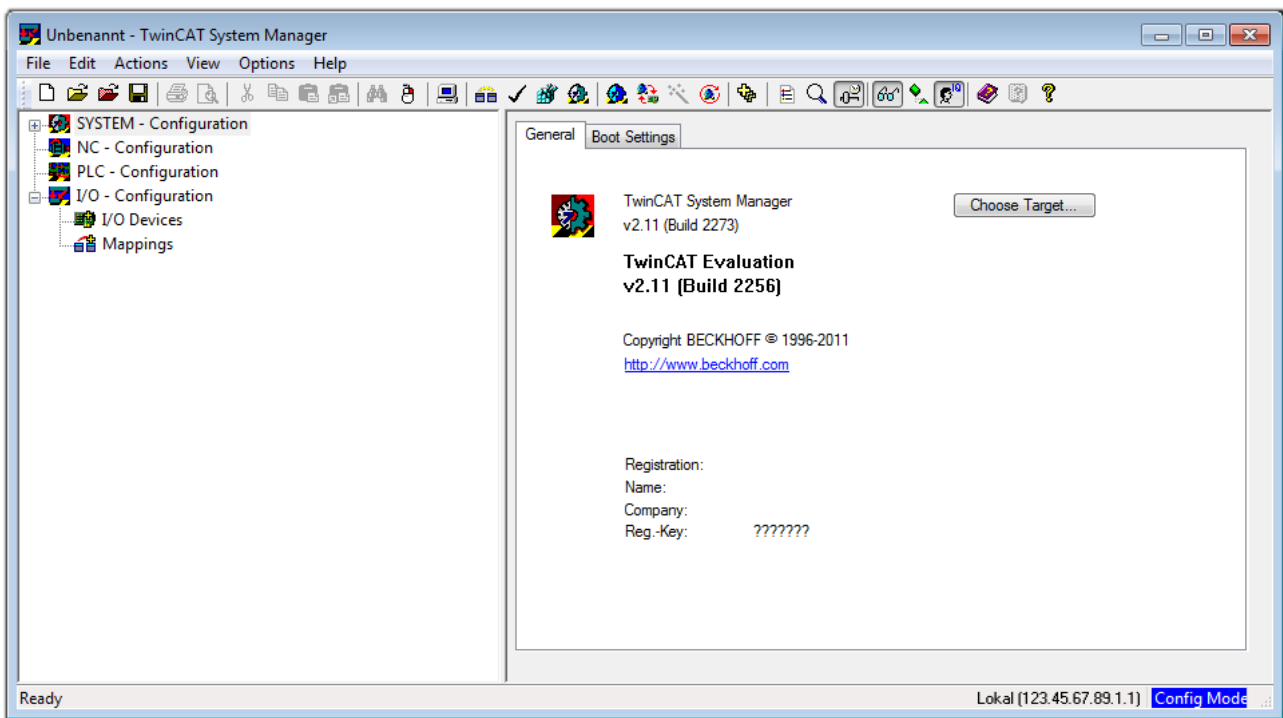 Unbenannt - TwinCAT System Manager
File Edit Actions View Options Help
SYSTEM - Configuration
NC - Configuration
PLC - Configuration
I/O - Configuration
I/O Devices
Mappings
General Boot Settings
TwinCAT System Manager
v2.11 (Build 2273)
Choose Target...
TwinCAT Evaluation
v2.11 (Build 2256)
Copyright BECKHOFF © 1996-2011
http://www.beckhoff.com
Registration:
Name:
Company:
Reg.-Key: ???????
Ready Lokal (123.45.67.89.1.1) Config Mode